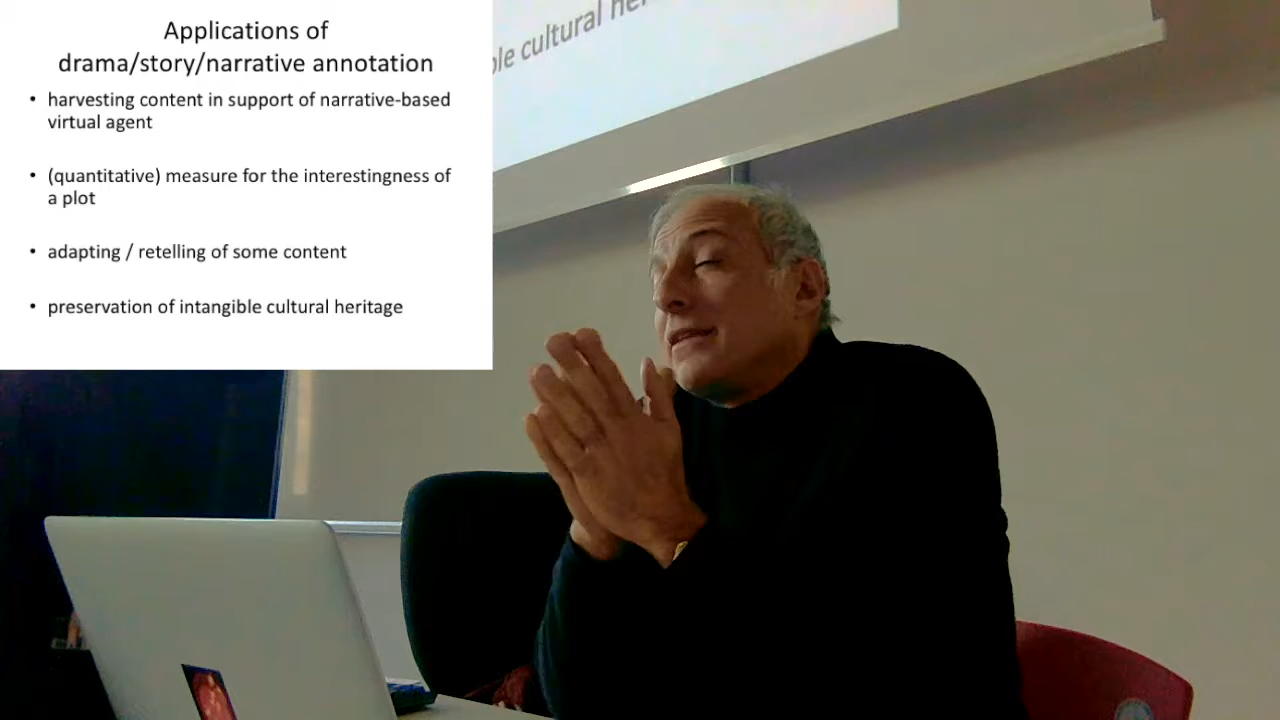 Applications of
drama/story/narrative annotation
• harvesting content in support of narrative-based
virtual agent
• (quantitative) measure for the interestingness of
a plot
• adapting / retelling of some content
• preservation of intangible cultural heritage
cultural